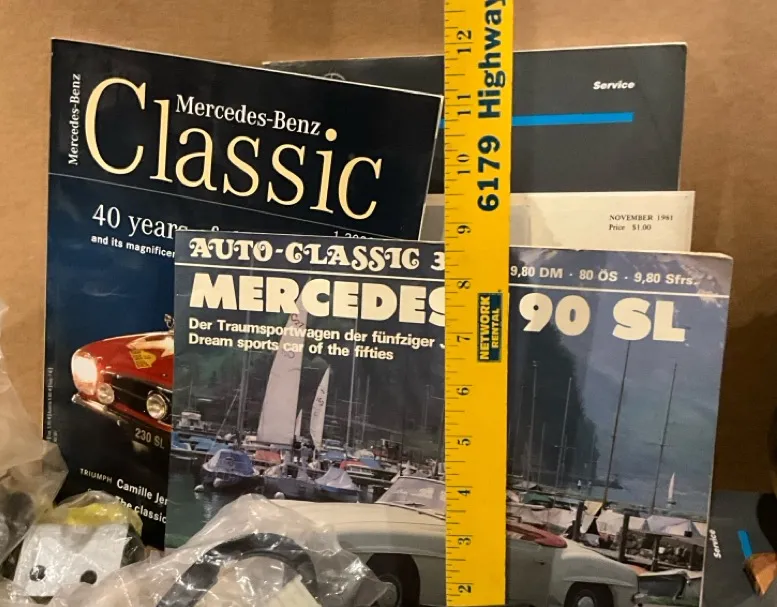 Mercedes-Benz
Mercedes-Benz
Classic
40 years
and its magnificen
230 SL
TRIUMPH Camille Jen
The classic
Service
NOVEMBER 1961
Price $1.00
AUTO-CLASSIC 3
9,80 DM · 80 ÖS · 9,80 Sfrs.
MERCEDES 190 SL
Der Traumsportwagen der fünfziger J
Dream sports car of the fifties
12
11
10
9
8
7
6
5
4
3
2
6179 Highway
NETWORK
RENTAL
Service